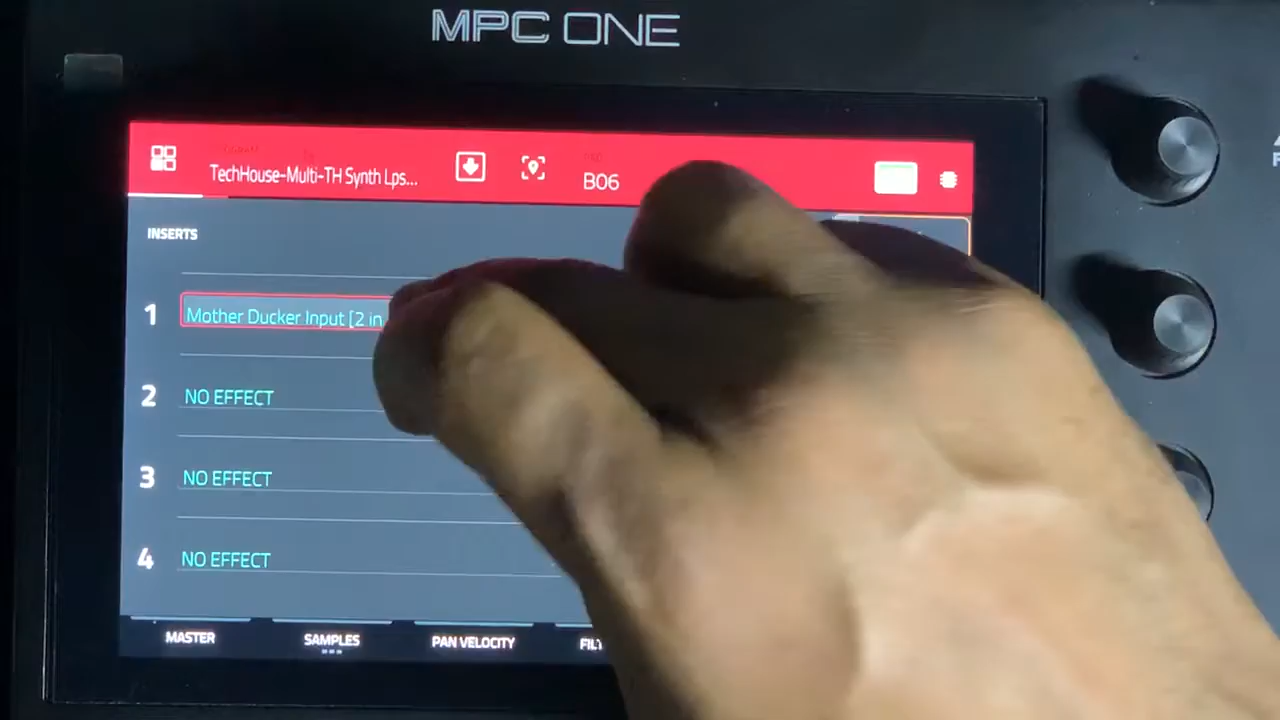 MPC ONE
TechHouse-Multi-TH Synth Lps...
B06
INSERTS
1 Mother Ducker Input [2 in
2 NO EFFECT
3 NO EFFECT
4 NO EFFECT
MASTER SAMPLES PAN VELOCITY FILT